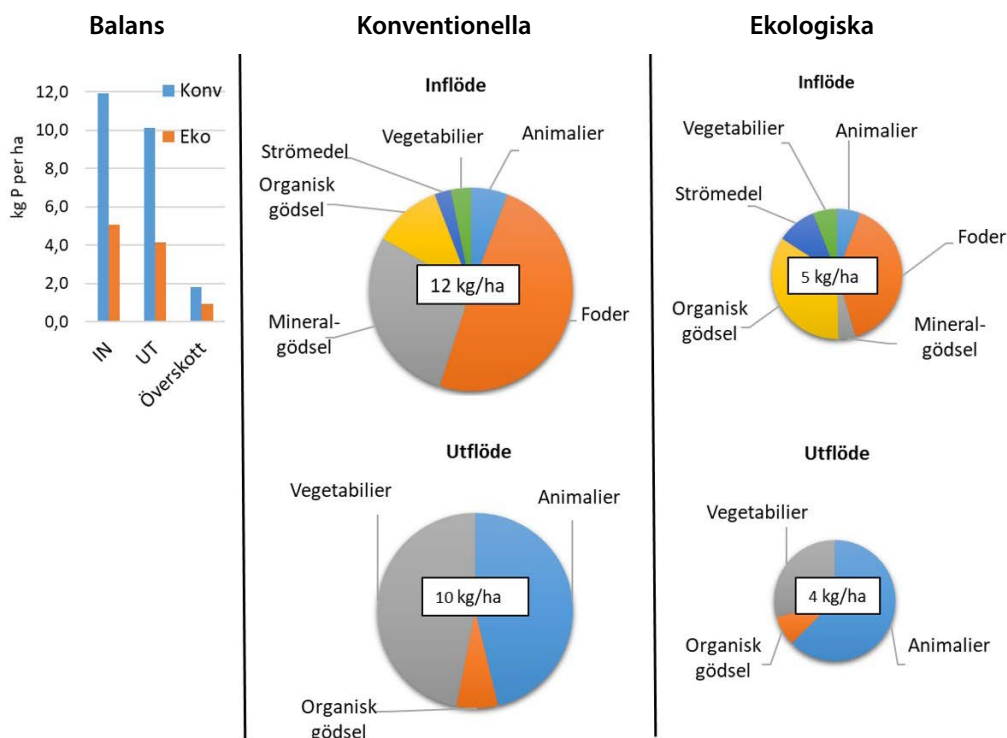 Balans
Konventionella
Ekologiska
kg P per ha
12,0
10,0
8,0
6,0
4,0
2,0
0,0
Konv
Eko
IN
UT
Överskott
Inflöde
Vegetabilier
Animalier
Strömedel
Organisk
gödsel
12 kg/ha
Mineral-
gödsel
Foder
Utflöde
Vegetabilier
Animalier
10 kg/ha
Organisk
gödsel
Inflöde
Vegetabilier
Animalier
Strömedel
Foder
5 kg/ha
Organisk
gödsel
Mineral-
gödsel
Utflöde
Vegetabilier
4 kg/ha
Organisk
gödsel
Animalier